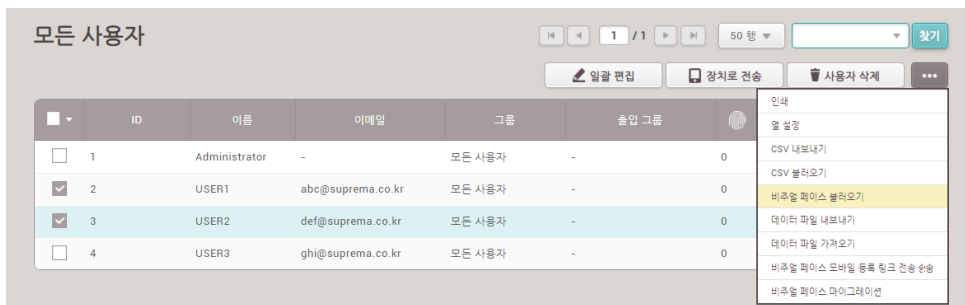 모든 사용자
1 / 1
50 행
찾기
일괄 편집
장치로 전송
사용자 삭제
ID 이름 이메일 그룹 출입 그룹
1 Administrator - 모든 사용자 - 0
2 USER1 abc@suprema.co.kr 모든 사용자 - 0
3 USER2 def@suprema.co.kr 모든 사용자 - 0
4 USER3 ghi@suprema.co.kr 모든 사용자 - 0
인쇄
열 설정
CSV 내보내기
CSV 불러오기
비주얼 페이스 불러오기
데이터 파일 내보내기
데이터 파일 가져오기
비주얼 페이스 모바일 등록 링크 전송
비주얼 페이스 마이그레이션